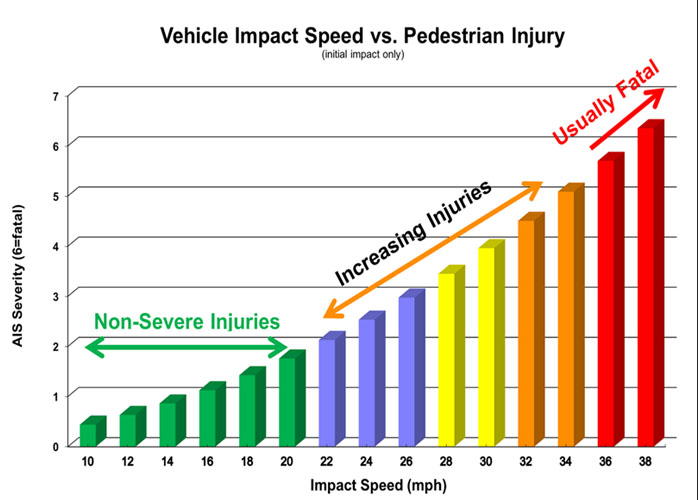 Vehicle Impact Speed vs. Pedestrian Injury
(initial impact only)
Usually Fatal
Increasing Injuries
Non-Severe Injuries
AIS Severity (6=fatal)
7
6
5
4
3
2
1
0
10 12 14 16 18 20 22 24 26 28 30 32 34 36 38
Impact Speed (mph)